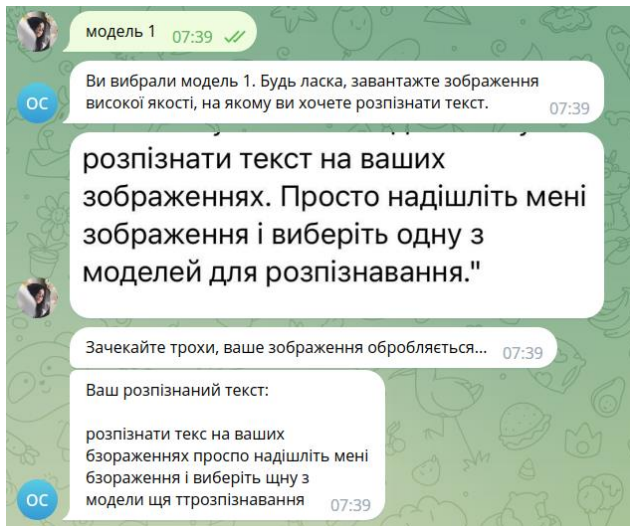 модель 1 07:39
ОС
Ви вибрали модель 1. Будь ласка, завантажте зображення
високої якості, на якому ви хочете розпізнати текст.
07:39
розпізнати текст на ваших
зображеннях. Просто надішліть мені
зображення і виберіть одну з
моделей для розпізнавання."
Зачекайте трохи, ваше зображення обробляється... 07:39
Ваш розпізнаний текст:
розпізнати текс на ваших
бзораженнях проспо надішліть мені
бзораження і виберіть щну з
модели щя ттрозпізнавання 07:39
ОС